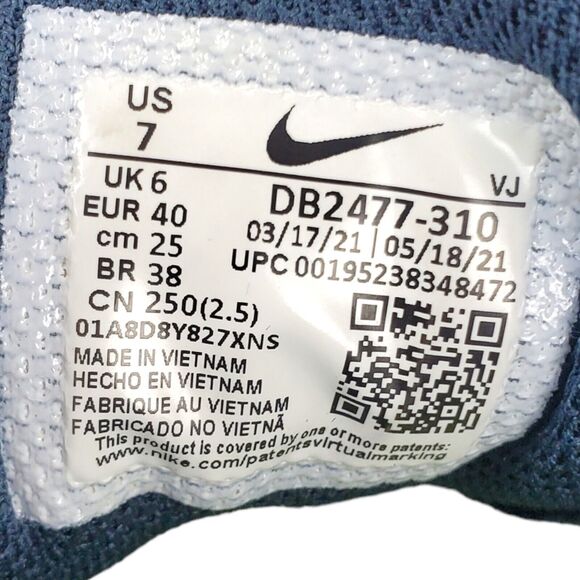 US
7
VJ
UK 6
EUR 40
cm 25
BR 38
CN 250(2.5)
DB2477-310
03/17/21 | 05/18/21
UPC 00195238348472
01A8D8Y827XNS
MADE IN VIETNAM
HECHO EN VIETNAM
FABRIQUE AU VIETNAM
FABRICADO NO VIETNÃ
This product is covered by one or more patents:
www.nike.com/patentsvirtualmarking